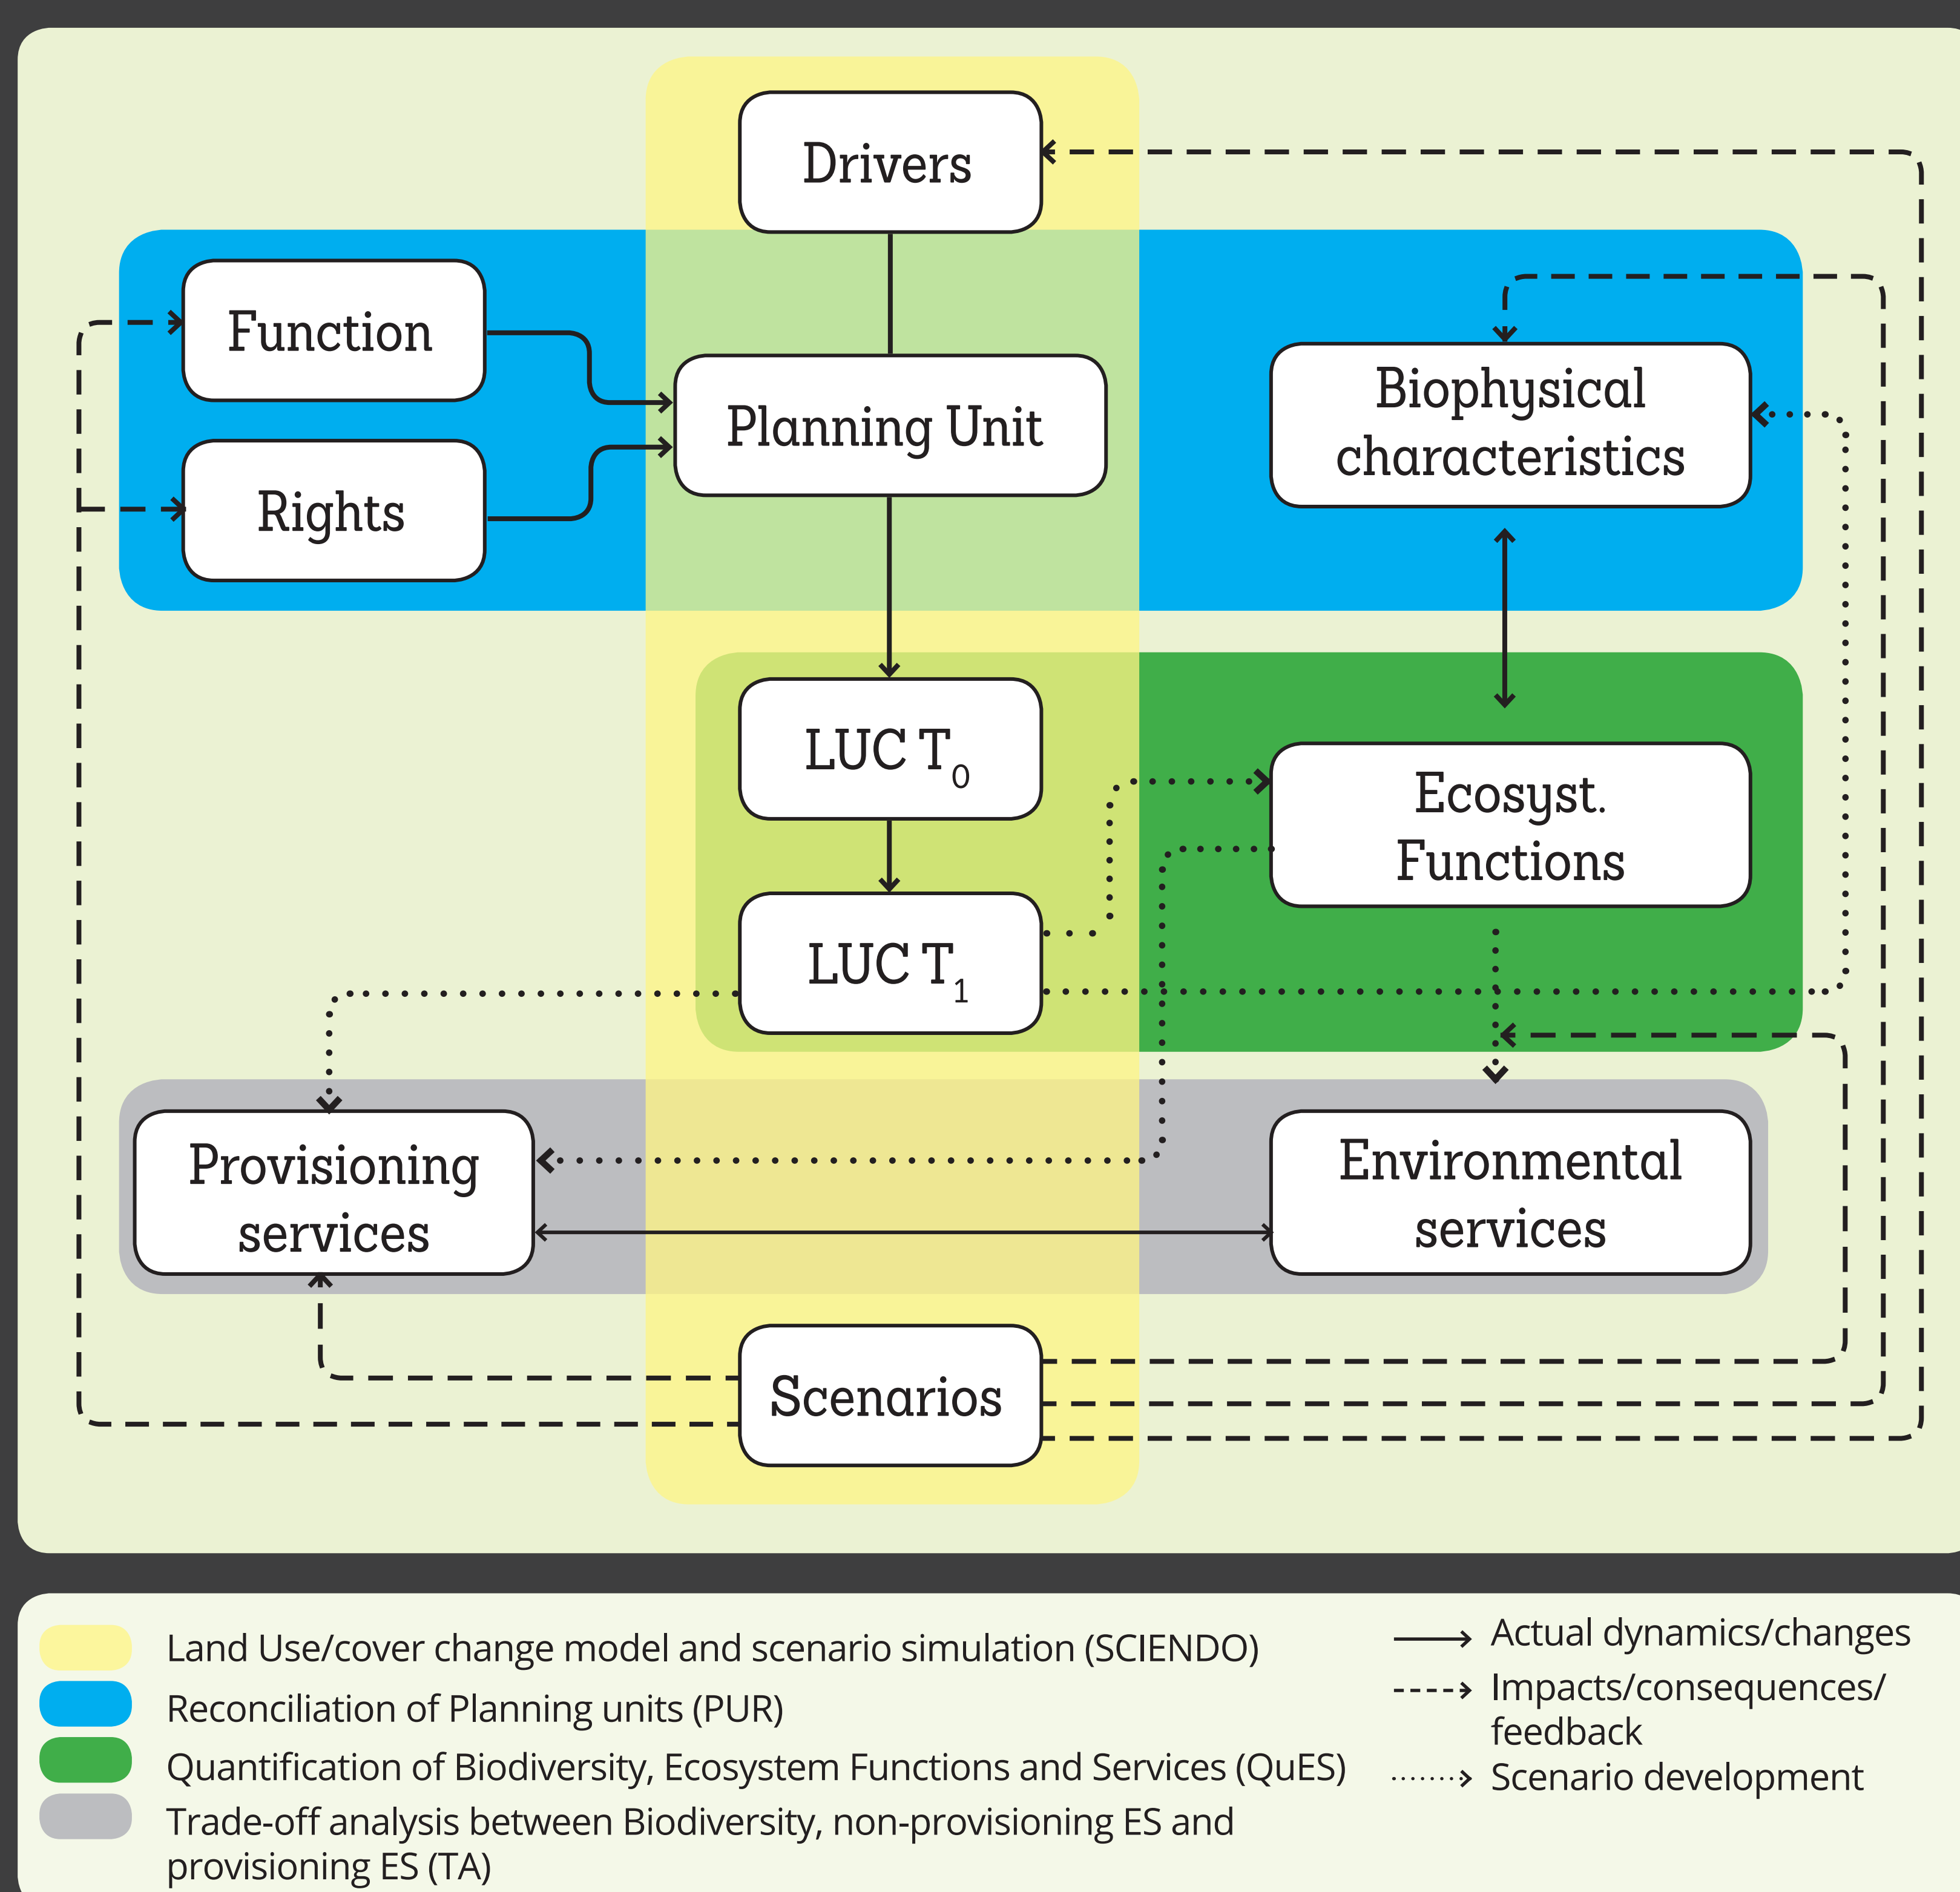 Drivers
Function
Planning Unit
Biophysical
characteristics
Rights
LUC T0
Ecosyst.
Functions
LUC T1
Provisioning
services
Environmental
services
Scenarios
Land Use/cover change model and scenario simulation (SCIENDO)
Reconciliation of Planning units (PUR)
Quantification of Biodiversity, Ecosystem Functions and Services (QuES)
Trade-off analysis between Biodiversity, non-provisioning ES and
provisioning ES (TA)
Actual dynamics/changes
Impacts/consequences/
feedback
Scenario development